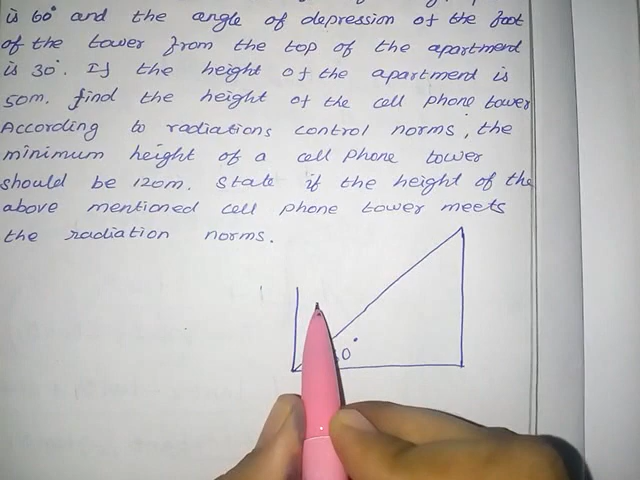 is 60° and the angle of depression of the foot
of the tower from the top of the apartment
is 30°. If the height of the apartment is
50m. find the height of the cell phone tower
According to radiations control norms, the
minimum height of a cell phone tower
should be 120m. State if the height of the
above mentioned cell phone tower meets
the radiation norms.
0°